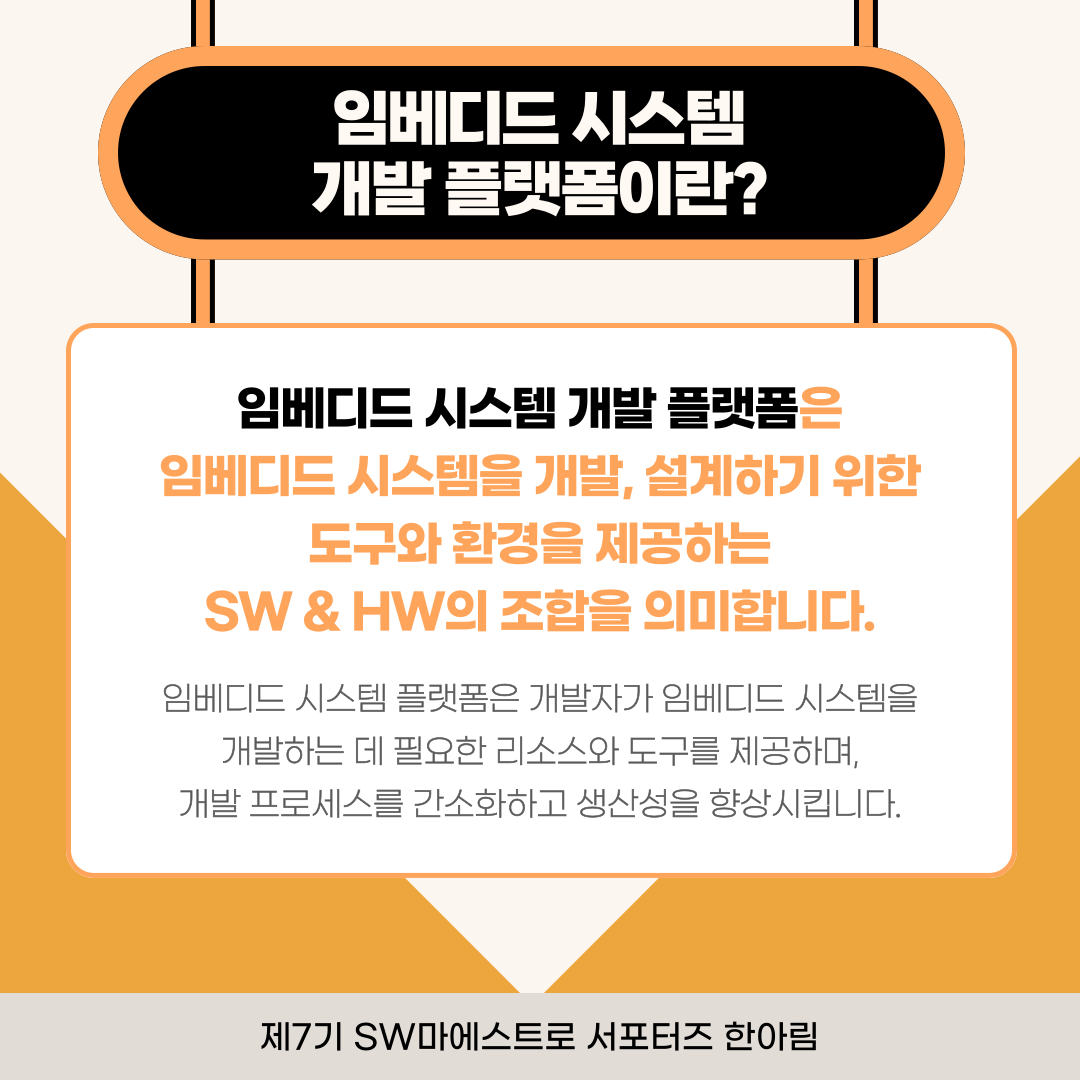 임베디드 시스템
개발 플랫폼이란?
임베디드 시스템 개발 플랫폼은
임베디드 시스템을 개발, 설계하기 위한
도구와 환경을 제공하는
SW & HW의 조합을 의미합니다.
임베디드 시스템 플랫폼은 개발자가 임베디드 시스템을
개발하는 데 필요한 리소스와 도구를 제공하며,
개발 프로세스를 간소화하고 생산성을 향상시킵니다.
제7기 SW마에스트로 서포터즈 한아림